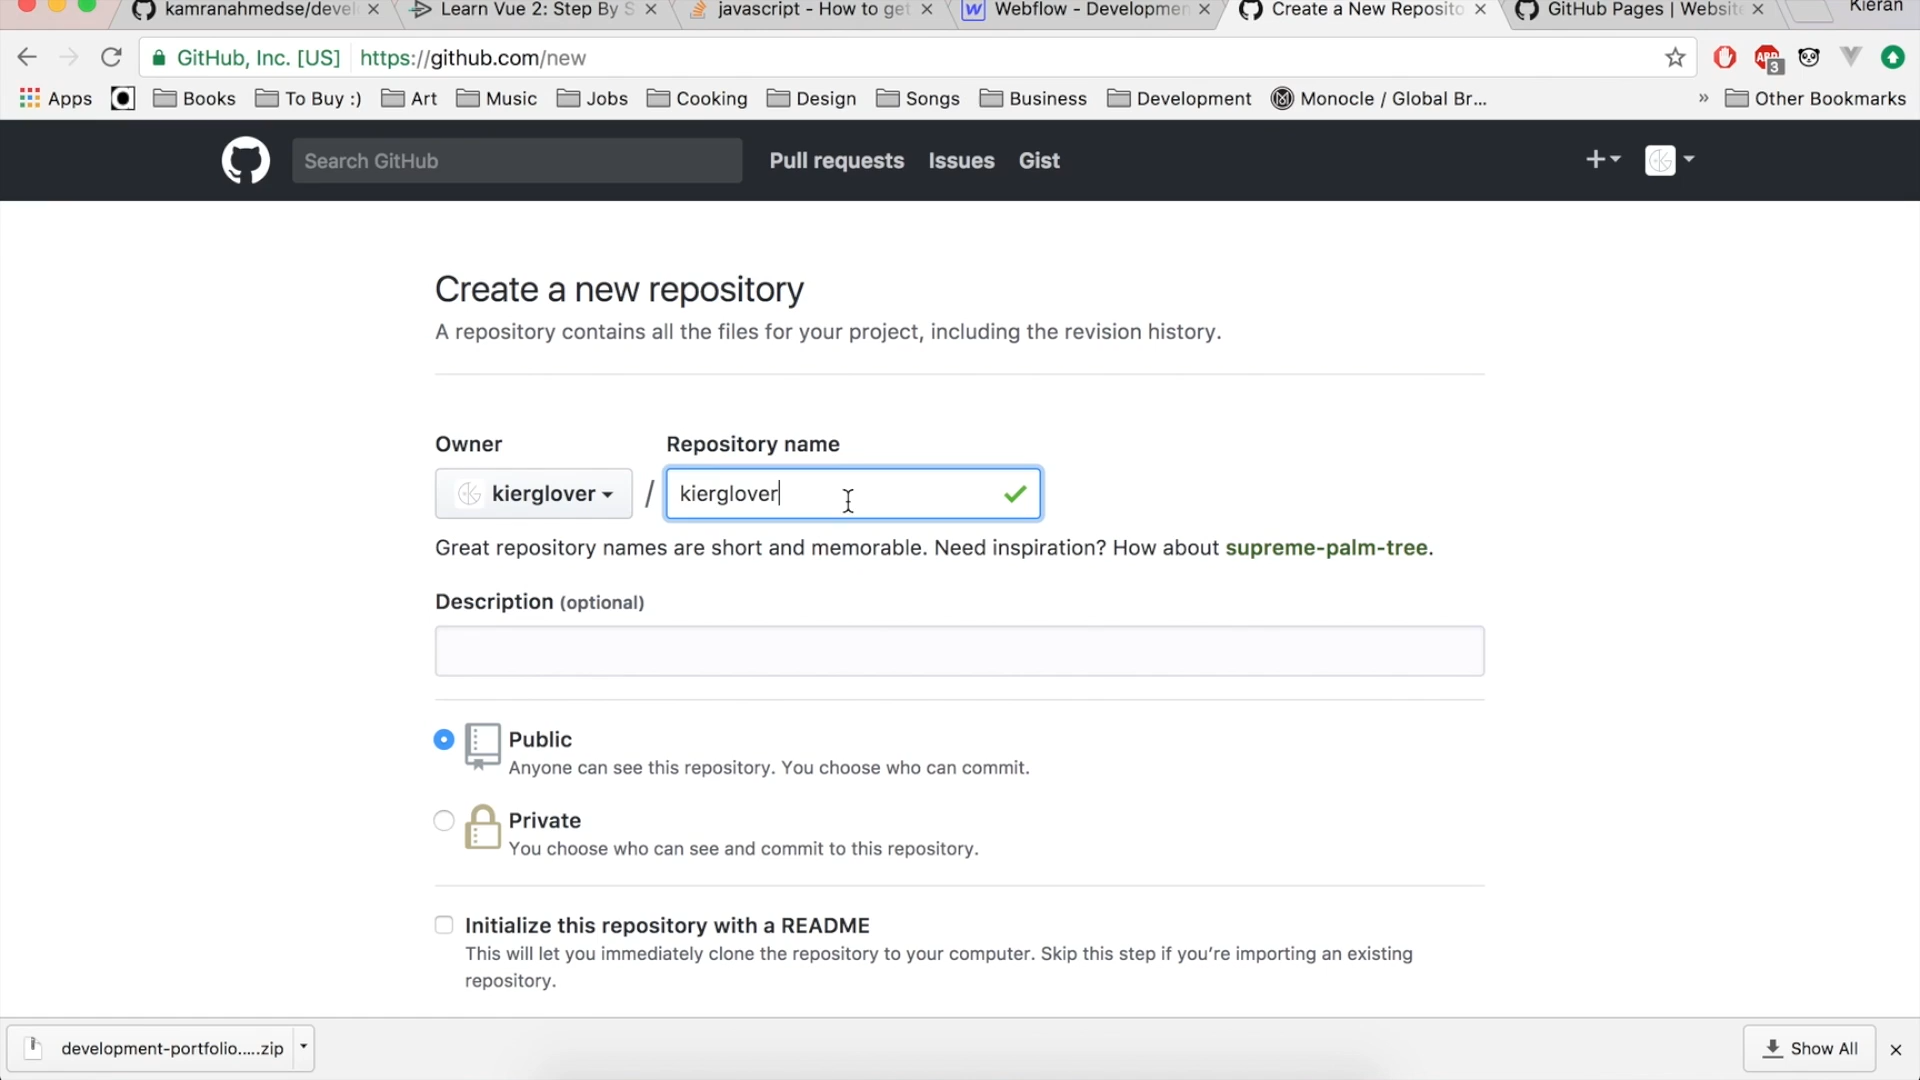 kamranahmedse/devel
Learn Vue 2: Step By S
javascript - How to get
Webflow - Developmen
Create a New Reposito
GitHub Pages | Website
Kieran
GitHub, Inc. [US]
https://github.com/new
ABP
3
Apps
Books
To Buy :)
Art
Music
Jobs
Cooking
Design
Songs
Business
Development
Monocle / Global Br...
»
Other Bookmarks
Search GitHub
Pull requests
Issues
Gist
Create a new repository
A repository contains all the files for your project, including the revision history.
Owner
Repository name
kierglover
/
kierglover
Great repository names are short and memorable. Need inspiration? How about supreme-palm-tree.
Description (optional)
Public
Anyone can see this repository. You choose who can commit.
Private
You choose who can see and commit to this repository.
Initialize this repository with a README
This will let you immediately clone the repository to your computer. Skip this step if you’re importing an existing
repository.
development-portfolio.....zip
Show All